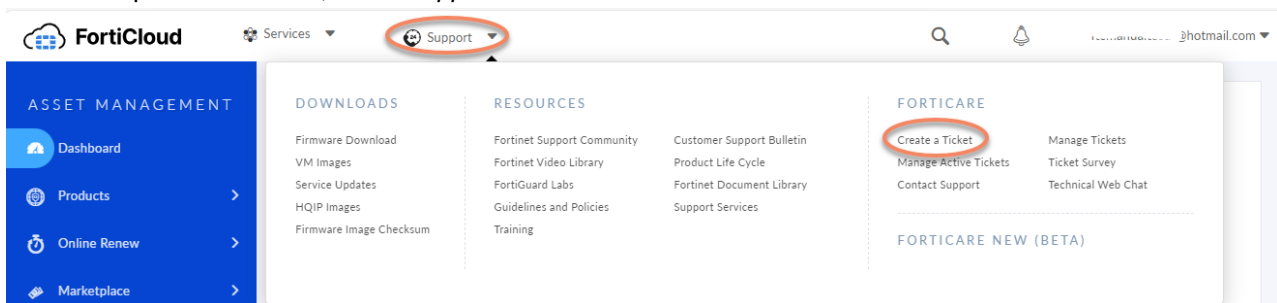 FortiCloud
Services
Support
@hotmail.com
ASSET MANAGEMENT
Dashboard
Products
Online Renew
Marketplace
DOWNLOADS
Firmware Download
VM Images
Service Updates
HQIP Images
Firmware Image Checksum
RESOURCES
Fortinet Support Community
Fortinet Video Library
FortiGuard Labs
Guidelines and Policies
Training
Customer Support Bulletin
Product Life Cycle
Fortinet Document Library
Support Services
FORTICARE
Create a Ticket
Manage Active Tickets
Contact Support
Manage Tickets
Ticket Survey
Technical Web Chat
FORTICARE NEW (BETA)